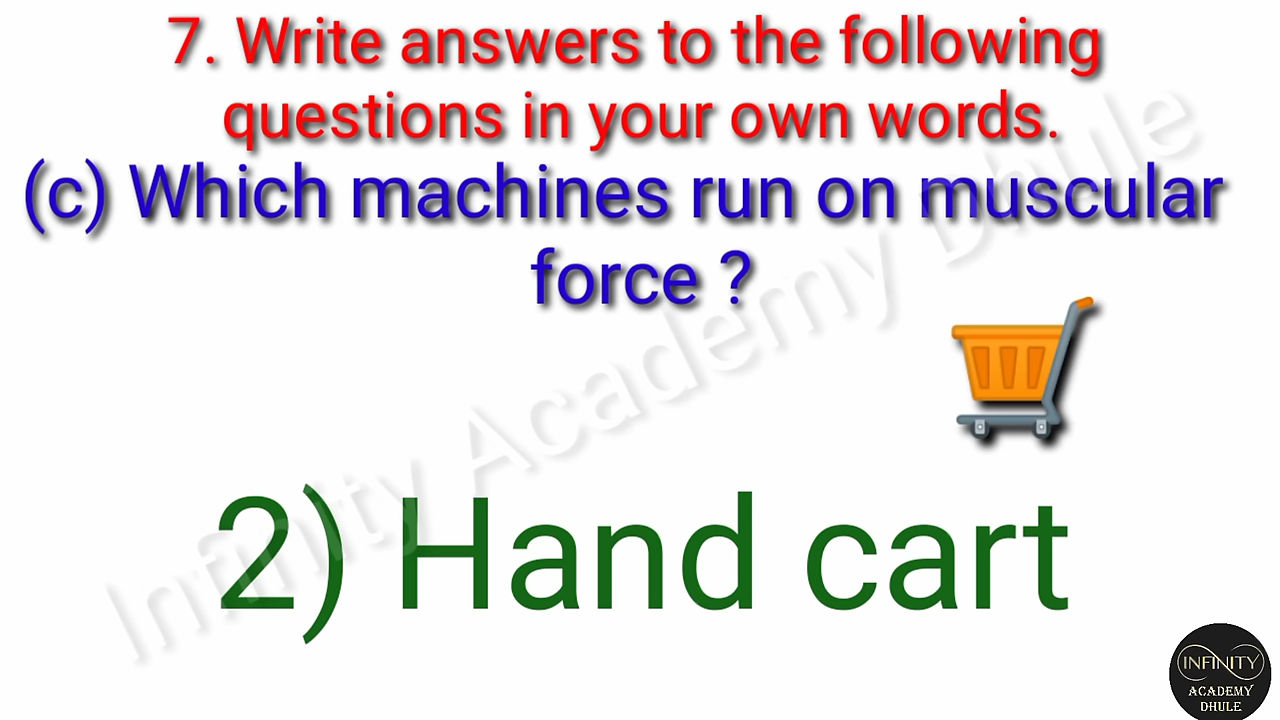 7. Write answers to the following
questions in your own words.
(c) Which machines run on muscular
force ?
2) Hand cart
Infinity Academy Dhule
INFINITY
ACADEMY
DHULE